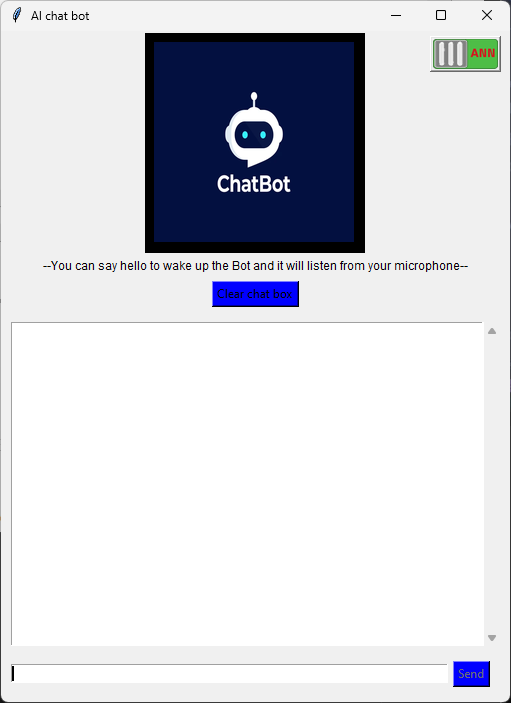 AI chat bot
ANN
ChatBot
--You can say hello to wake up the Bot and it will listen from your microphone--
Clear chat box
Send